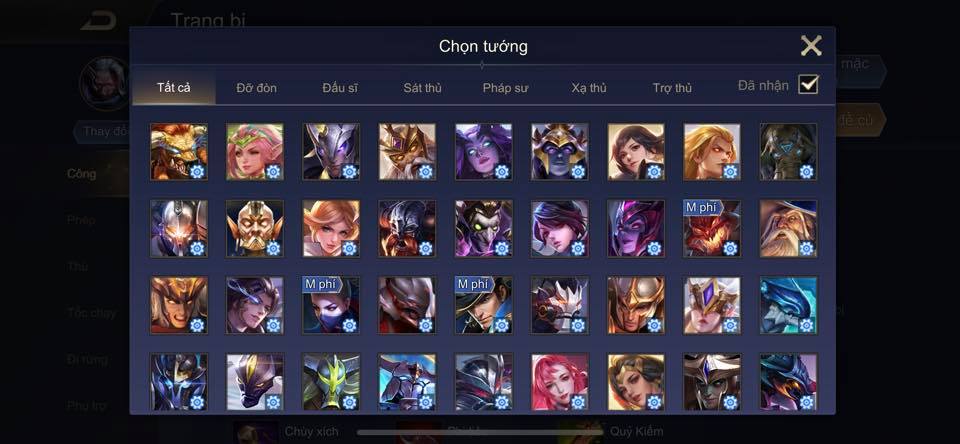 Trang bị
Chọn tướng
mặc
Tất cả
Đỡ đòn
Đấu sĩ
Sát thủ
Pháp sư
Xạ thủ
Trợ thủ
Đã nhận
Thay đổi
đề cử
Công
Phép
M phí
Thủ
M phí
M phí
Tốc chạy
bị
Đi rừng
Phụ trợ
Chùy xích
Quỷ Kiếm